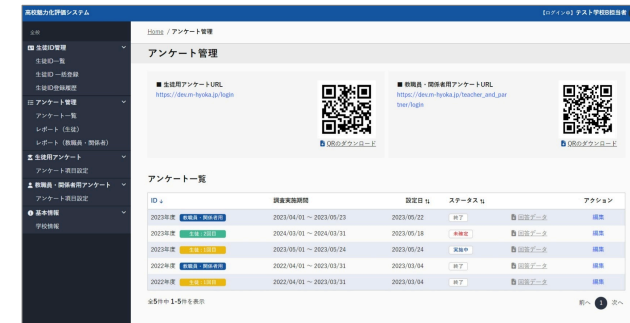 高校魅力化評価システム
【ログイン中】テスト学校B担当者
全般
生徒ID管理
生徒ID一覧
生徒ID 一括登録
生徒ID登録履歴
アンケート管理
アンケート一覧
レポート（生徒）
レポート（教職員・関係者）
生徒用アンケート
アンケート項目設定
教職員・関係者用アンケート
アンケート項目設定
基本情報
学校情報
Home / アンケート管理
アンケート管理
■ 生徒用アンケートURL
https://dev.m-hyoka.jp/login
QRのダウンロード
■ 教職員・関係者用アンケートURL
https://dev.m-hyoka.jp/teacher_and_par
tner/login
QRのダウンロード
アンケート一覧
ID 調査実施期間 設定日 ステータス アクション
2023年度 教職員・関係者用 2023/04/01 ～ 2023/05/23 2023/05/22 終了 回答データ 編集
2023年度 生徒・2回目 2024/03/01 ～ 2024/03/31 2023/05/18 未確定 回答データ 編集
2023年度 生徒・1回目 2023/05/01 ～ 2023/05/24 2023/05/24 実施中 回答データ 編集
2022年度 教職員・関係者用 2022/04/01 ～ 2023/03/31 2023/03/04 終了 回答データ 編集
2022年度 生徒・1回目 2022/04/01 ～ 2023/03/31 2023/03/04 終了 回答データ 編集
全5件中 1-5件を表示
前へ 1 次へ